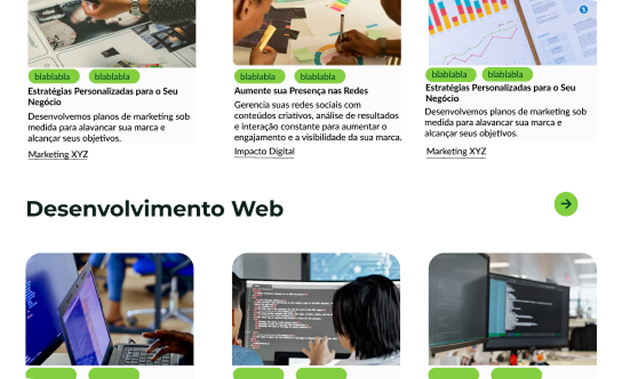 blablabla blablabla
Estratégias Personalizadas para o Seu
Negócio
Desenvolvemos planos de marketing sob
medida para alavancar sua marca e
alcançar seus objetivos.
Marketing XYZ
blablabla blablabla
Aumente sua Presença nas Redes
Gerencia suas redes sociais com
conteúdos criativos, análise de resultados
e interação constante para aumentar o
engajamento e a visibilidade da sua marca.
Impacto Digital
blablabla blablabla
Estratégias Personalizadas para o Seu
Negócio
Desenvolvemos planos de marketing sob
medida para alavancar sua marca e
alcançar seus objetivos.
Marketing XYZ
Desenvolvimento Web